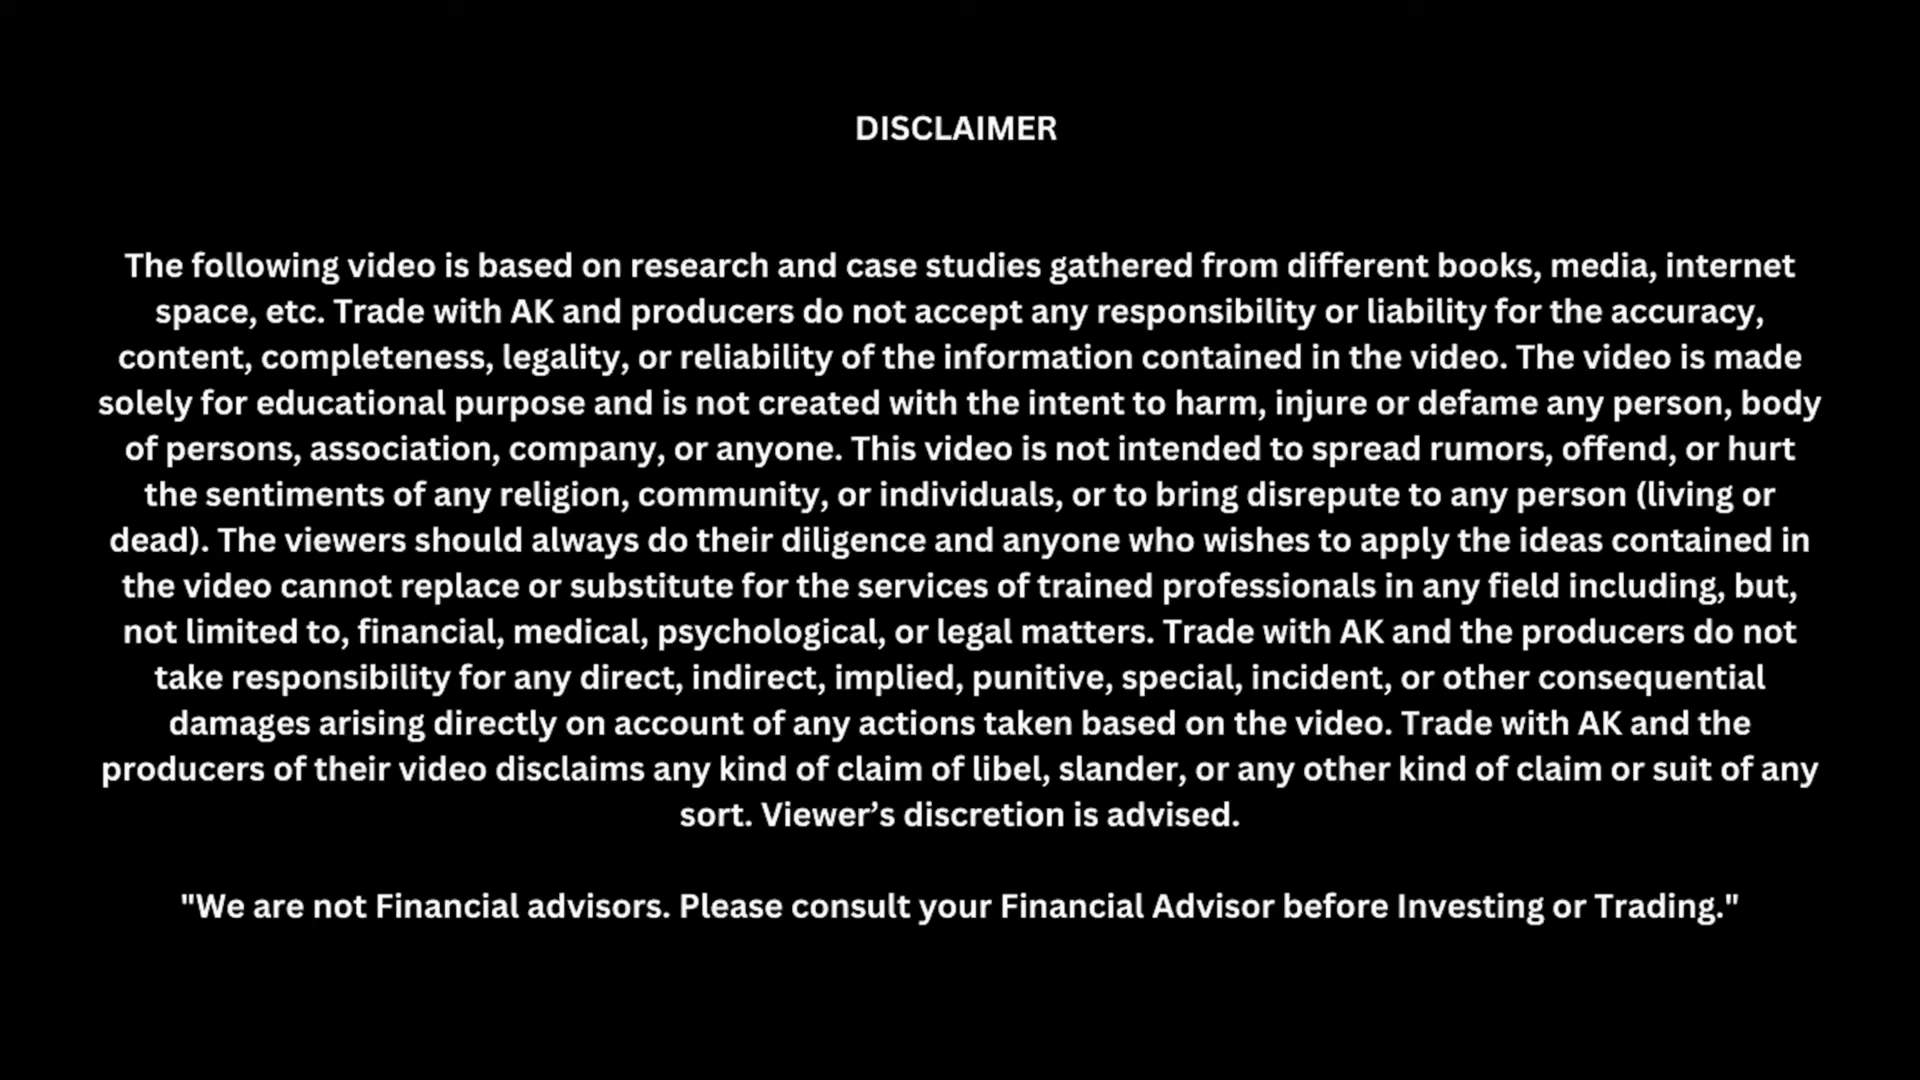 DISCLAIMER
The following video is based on research and case studies gathered from different books, media, internet
space, etc. Trade with AK and producers do not accept any responsibility or liability for the accuracy,
content, completeness, legality, or reliability of the information contained in the video. The video is made
solely for educational purpose and is not created with the intent to harm, injure or defame any person, body
of persons, association, company, or anyone. This video is not intended to spread rumors, offend, or hurt
the sentiments of any religion, community, or individuals, or to bring disrepute to any person (living or
dead). The viewers should always do their diligence and anyone who wishes to apply the ideas contained in
the video cannot replace or substitute for the services of trained professionals in any field including, but,
not limited to, financial, medical, psychological, or legal matters. Trade with AK and the producers do not
take responsibility for any direct, indirect, implied, punitive, special, incident, or other consequential
damages arising directly on account of any actions taken based on the video. Trade with AK and the
producers of their video disclaims any kind of claim of libel, slander, or any other kind of claim or suit of any
sort. Viewer’s discretion is advised.
"We are not Financial advisors. Please consult your Financial Advisor before Investing or Trading."